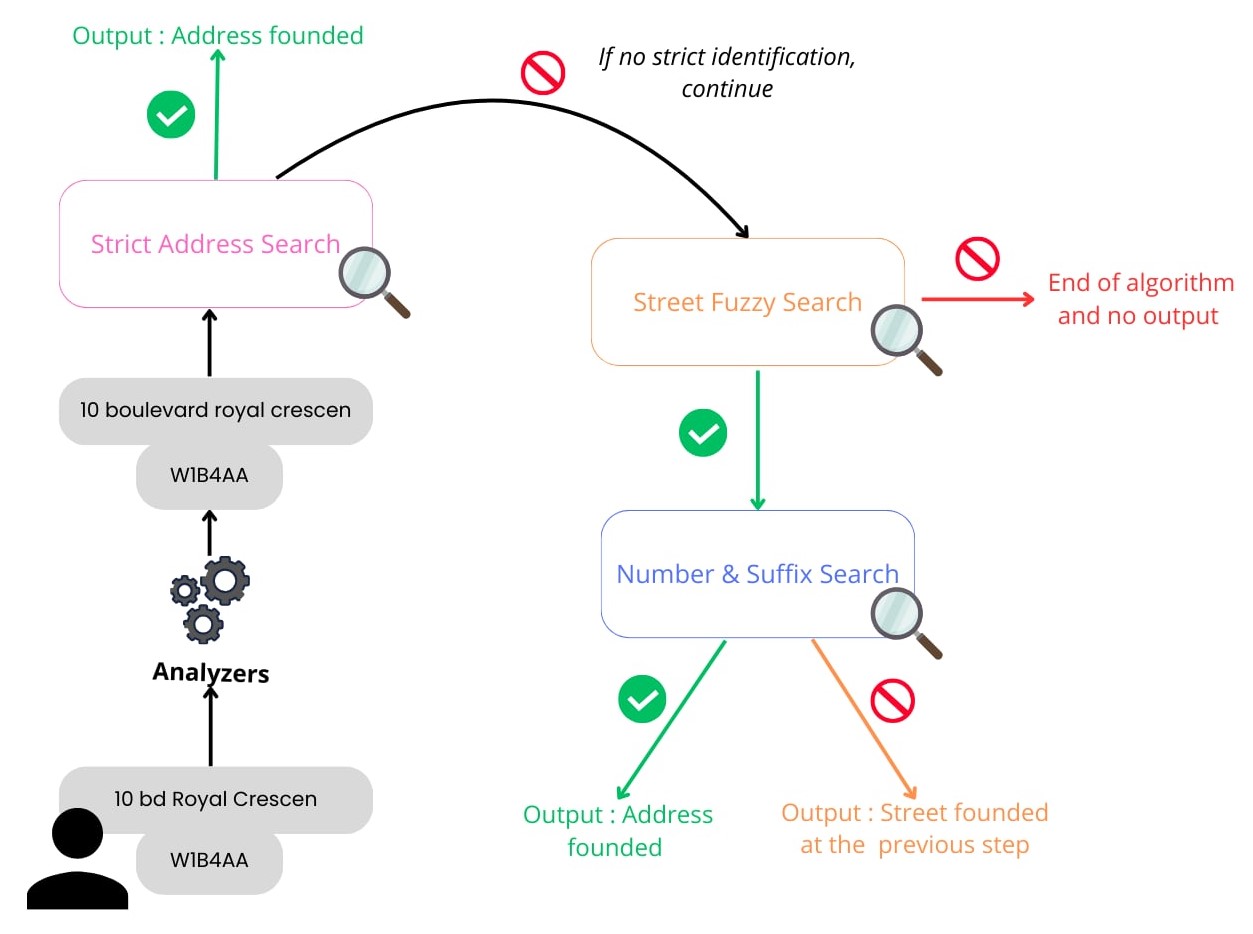 Output : Address founded
If no strict identification,
continue
Strict Address Search
Street Fuzzy Search
End of algorithm
and no output
10 boulevard royal crescen
W1B4AA
Number & Suffix Search
Analyzers
10 bd Royal Crescen
W1B4AA
Output : Address
founded
Output : Street founded
at the previous step